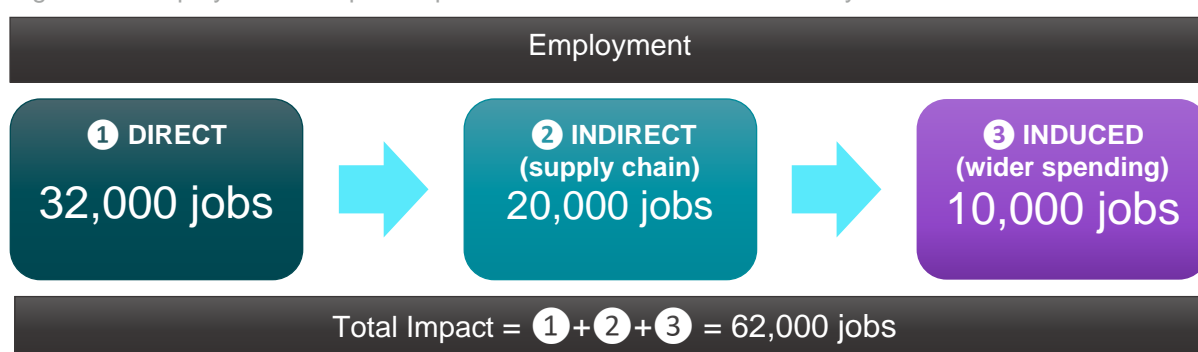 Employment
❶ DIRECT
32,000 jobs
❷ INDIRECT
(supply chain)
20,000 jobs
❸ INDUCED
(wider spending)
10,000 jobs
Total Impact = ❶+❷+❸ = 62,000 jobs